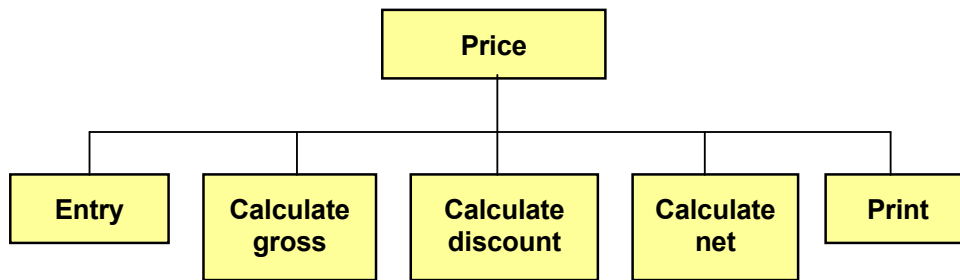 Price
Entry
Calculate
gross
Calculate
discount
Calculate
net
Print